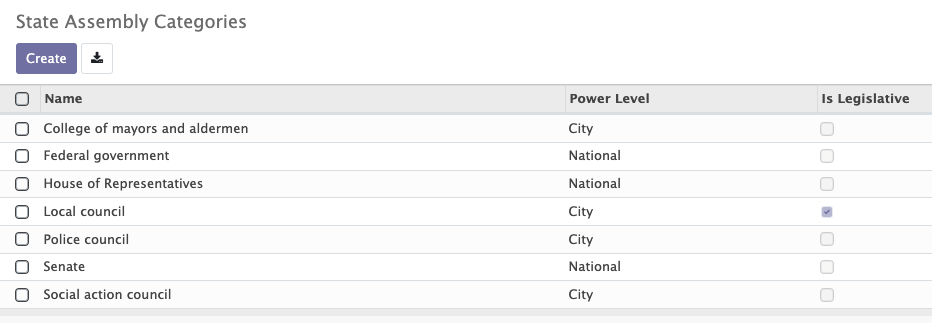 State Assembly Categories
Create
Name Power Level Is Legislative
College of mayors and aldermen City
Federal government National
House of Representatives National
Local council City
Police council City
Senate National
Social action council City